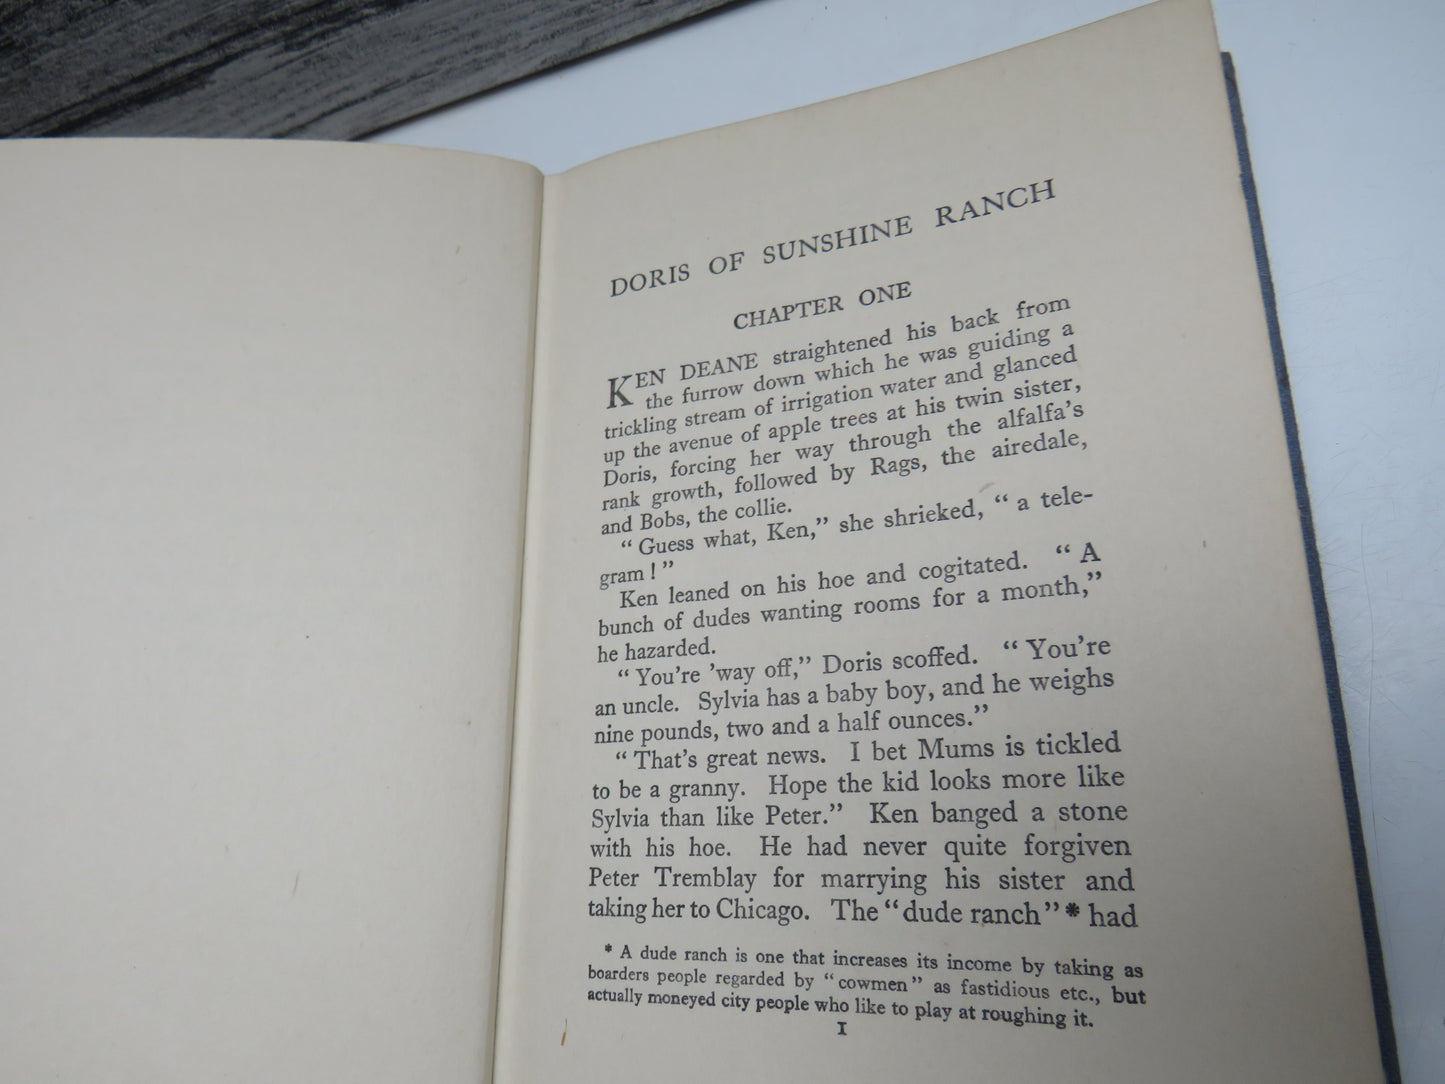 DORIS OF SUNSHINE RANCH
CHAPTER ONE
KEN DEANE straightened his back from
the furrow down which he was guiding a
trickling stream of irrigation water and glanced
up the avenue of apple trees at his twin sister,
Doris, forcing her way through the alfalfa's
rank growth, followed by Rags, the airedale,
and Bobs, the collie.
“ Guess what, Ken,” she shrieked, “ a tele-
gram ! ”
Ken leaned on his hoe and cogitated. “ A
bunch of dudes wanting rooms for a month,”
he hazarded.
“ You're 'way off,” Doris scoffed. “ You're
an uncle. Sylvia has a baby boy, and he weighs
nine pounds, two and a half ounces.”
“ That's great news. I bet Mums is tickled
to be a granny. Hope the kid looks more like
Sylvia than like Peter.” Ken banged a stone
with his hoe. He had never quite forgiven
Peter Tremblay for marrying his sister and
taking her to Chicago. The “ dude ranch ” * had
* A dude ranch is one that increases its income by taking as
boarders people regarded by “ cowmen ” as fastidious etc., but
actually moneyed city people who like to play at roughing it.
I